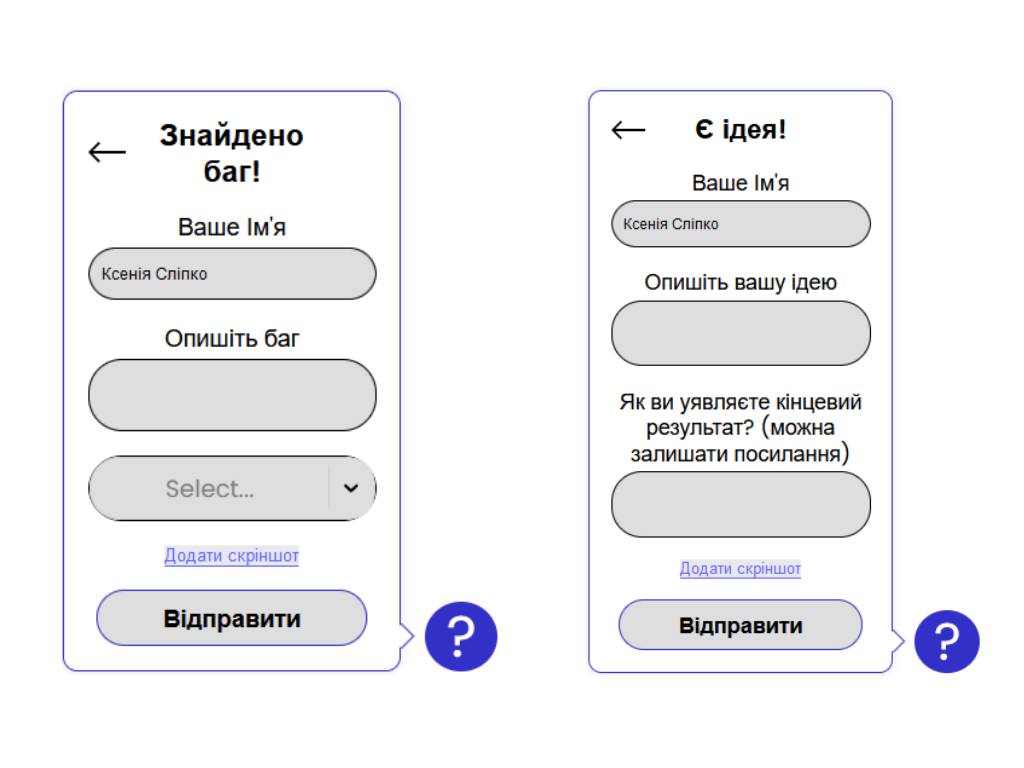 Знайдено
баг!
Ваше Ім'я
Ксенія Сліпко
Опишіть баг
Select...
Додати скріншот
Відправити
?
Є ідея!
Ваше Ім'я
Ксенія Сліпко
Опишіть вашу ідею
Як ви уявляєте кінцевий
результат? (можна
залишати посилання)
Додати скріншот
Відправити
?